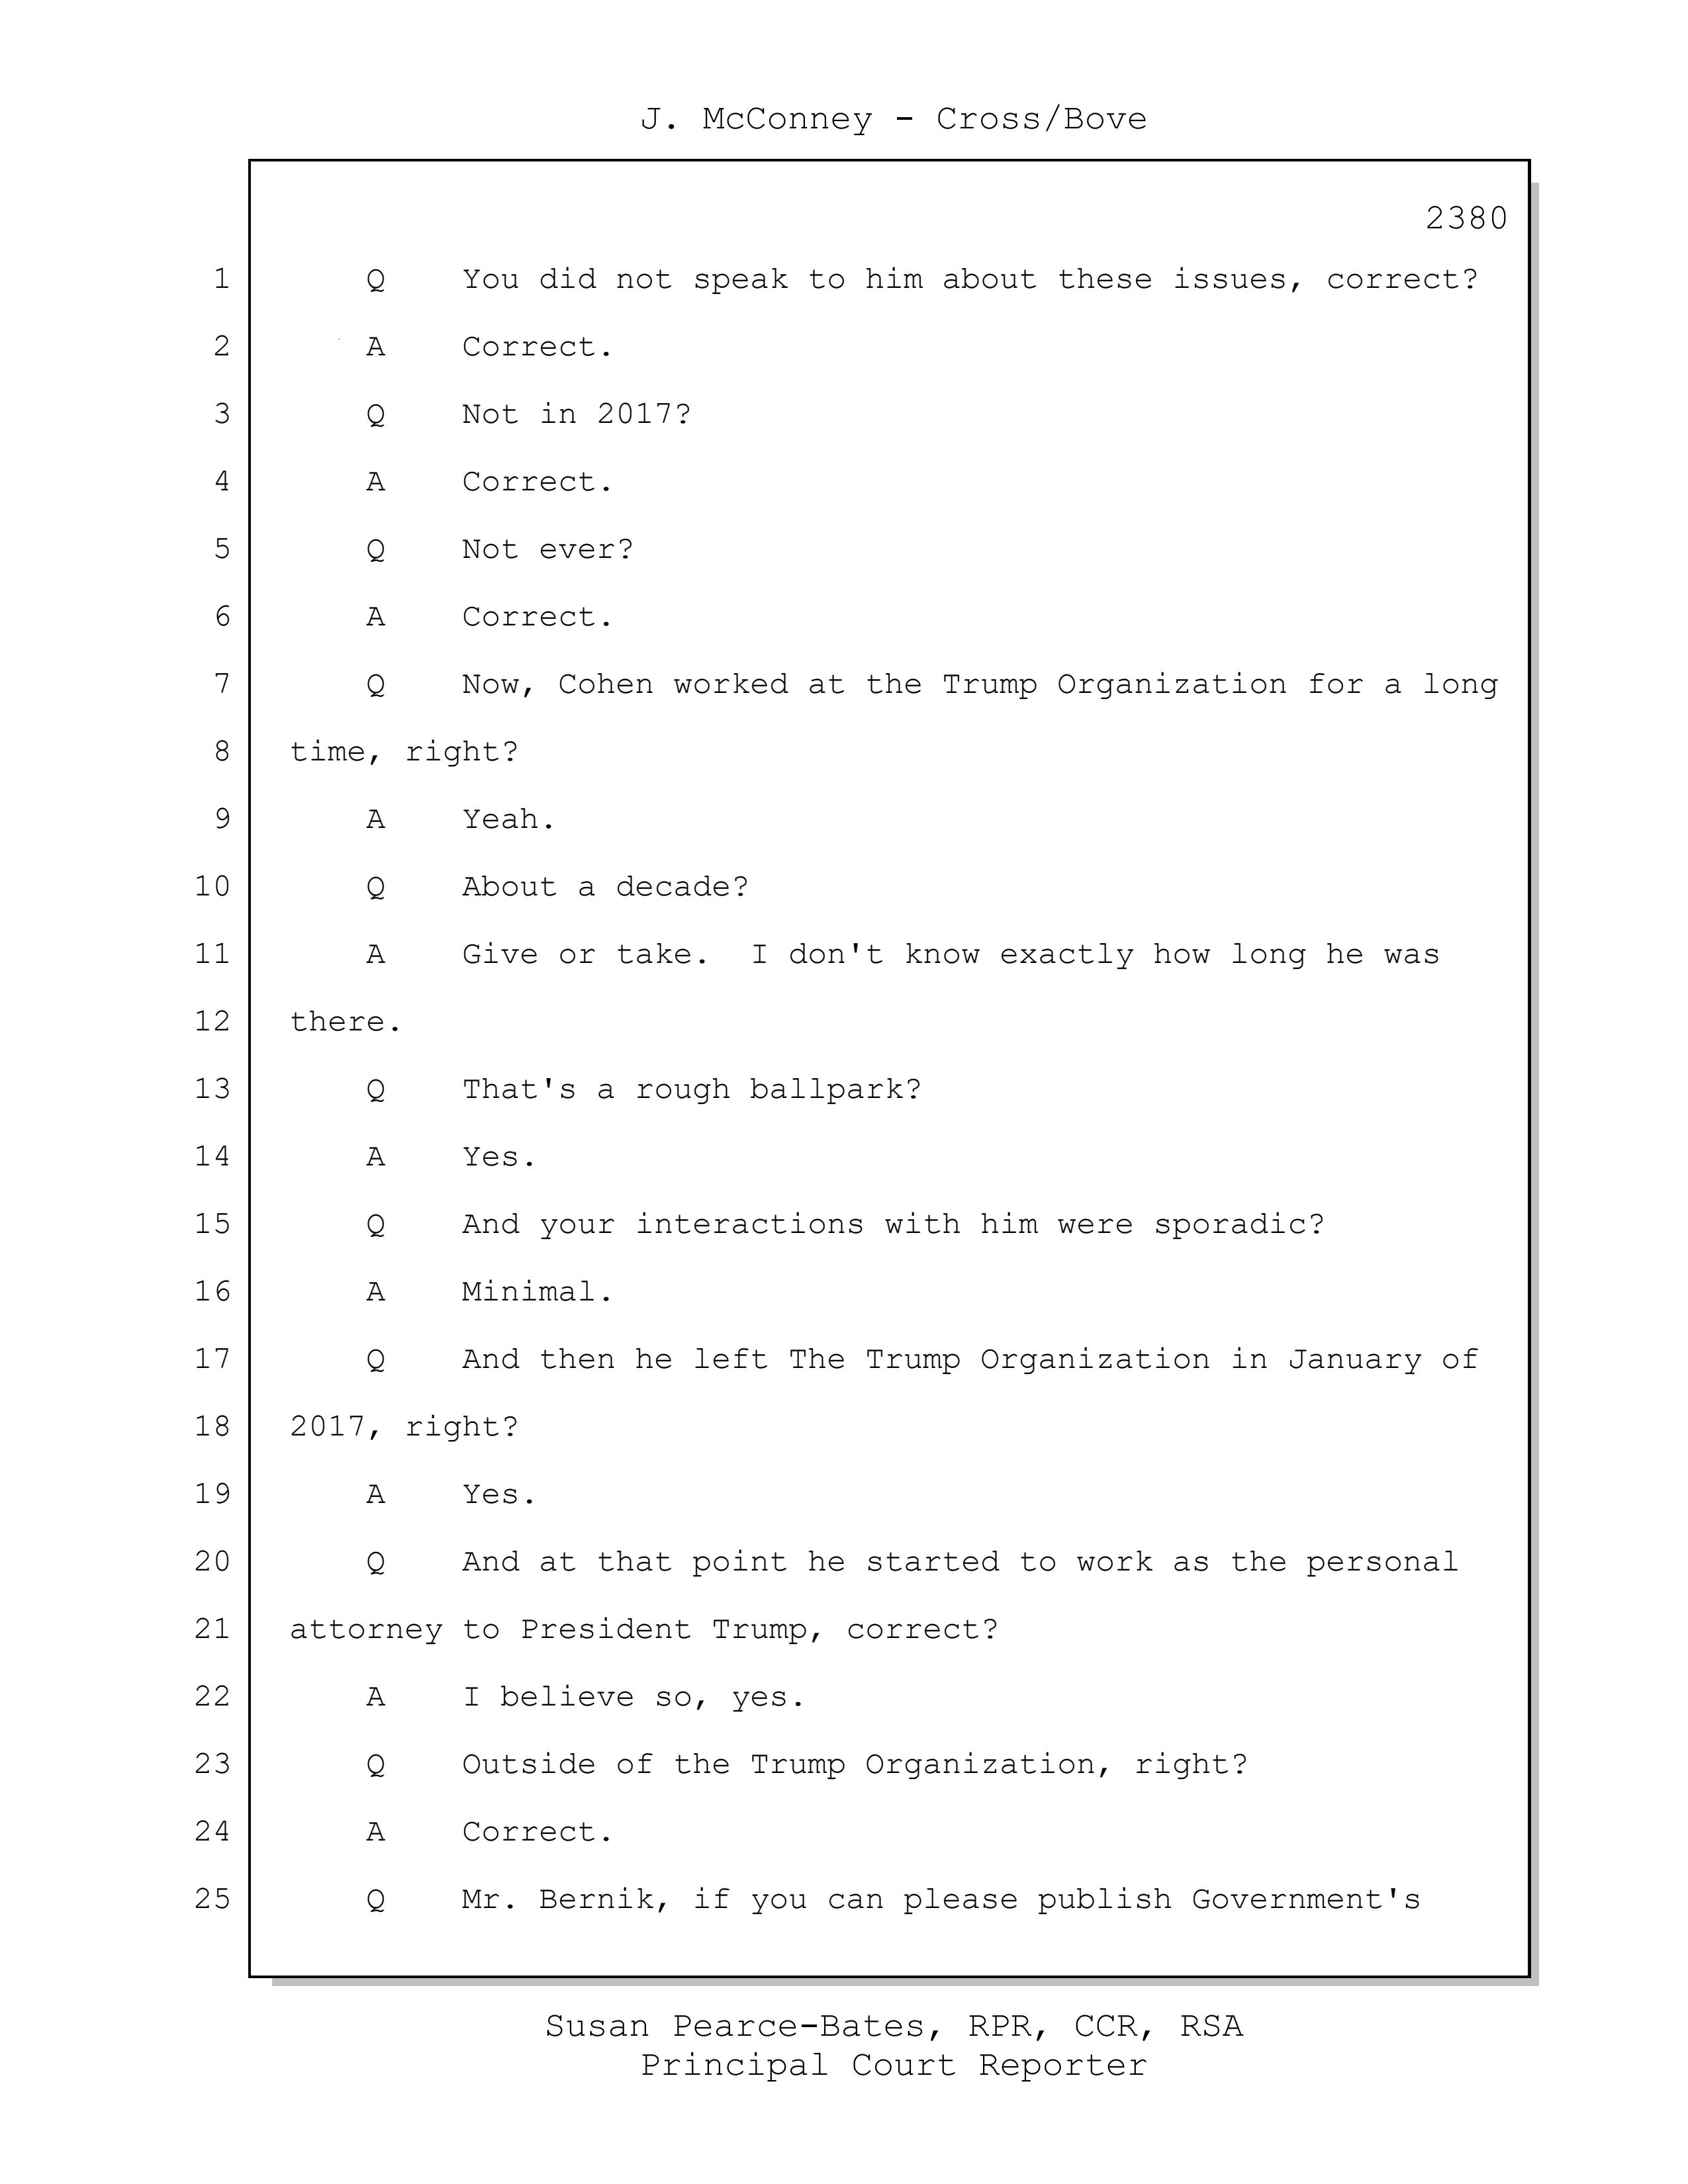 J. McConney - Cross/Bove
2380
1 Q You did not speak to him about these issues, correct?
2 A Correct.
3 Q Not in 2017?
4 A Correct.
5 Q Not ever?
6 A Correct.
7 Q Now, Cohen worked at the Trump Organization for a long
8 time, right?
9 A Yeah.
10 Q About a decade?
11 A Give or take.  I don't know exactly how long he was
12 there.
13 Q That's a rough ballpark?
14 A Yes.
15 Q And your interactions with him were sporadic?
16 A Minimal.
17 Q And then he left The Trump Organization in January of
18 2017, right?
19 A Yes.
20 Q And at that point he started to work as the personal
21 attorney to President Trump, correct?
22 A I believe so, yes.
23 Q Outside of the Trump Organization, right?
24 A Correct.
25 Q Mr. Bernik, if you can please publish Government's
Susan Pearce-Bates, RPR, CCR, RSA
Principal Court Reporter